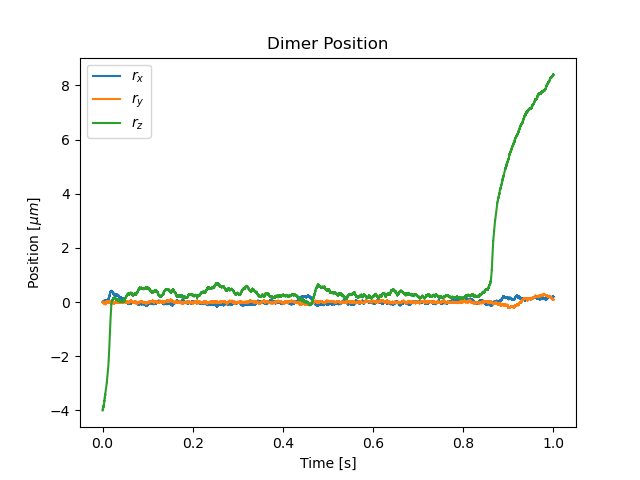 Dimer Position
r_x
r_y
r_z
8
6
4
2
0
−2
−4
Position [μm]
0.0 0.2 0.4 0.6 0.8 1.0
Time [s]